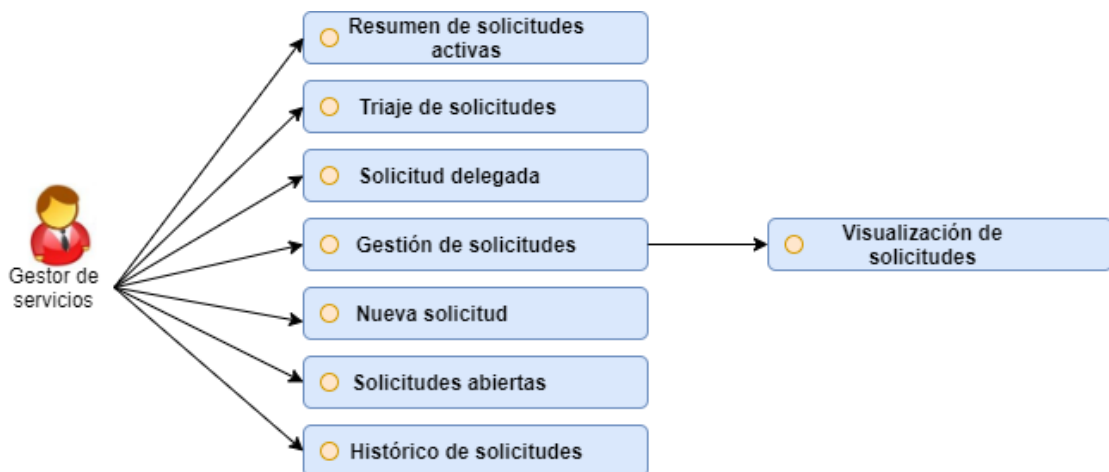 Resumen de solicitudes
activas
Triaje de solicitudes
Solicitud delegada
Gestor de
servicios
Gestión de solicitudes
Visualización de
solicitudes
Nueva solicitud
Solicitudes abiertas
Histórico de solicitudes